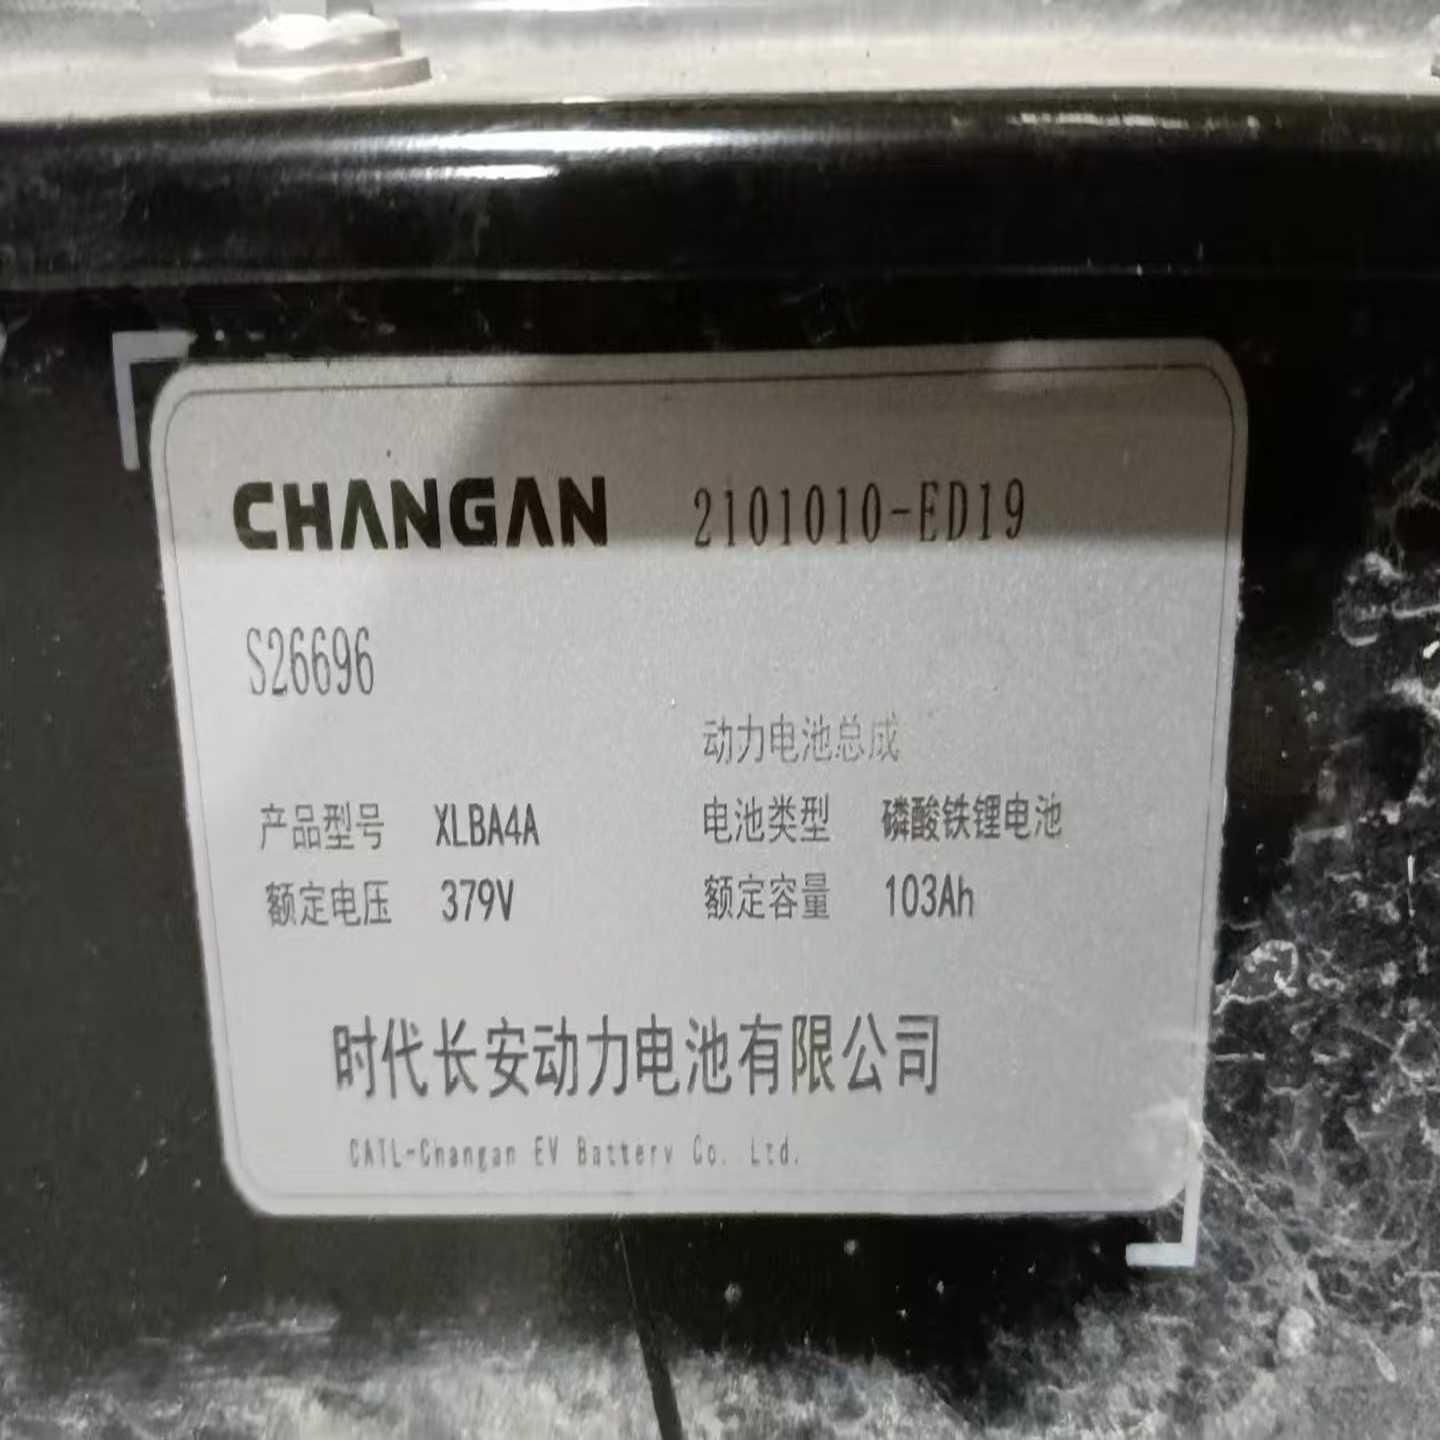 CHANGAN 2101010-ED19
S26696
动力电池总成
产品型号 XLBA4A 电池类型 磷酸铁锂电池
额定电压 379V 额定容量 103Ah
时代长安动力电池有限公司
CATL-Changan EV Battery Co. Ltd.